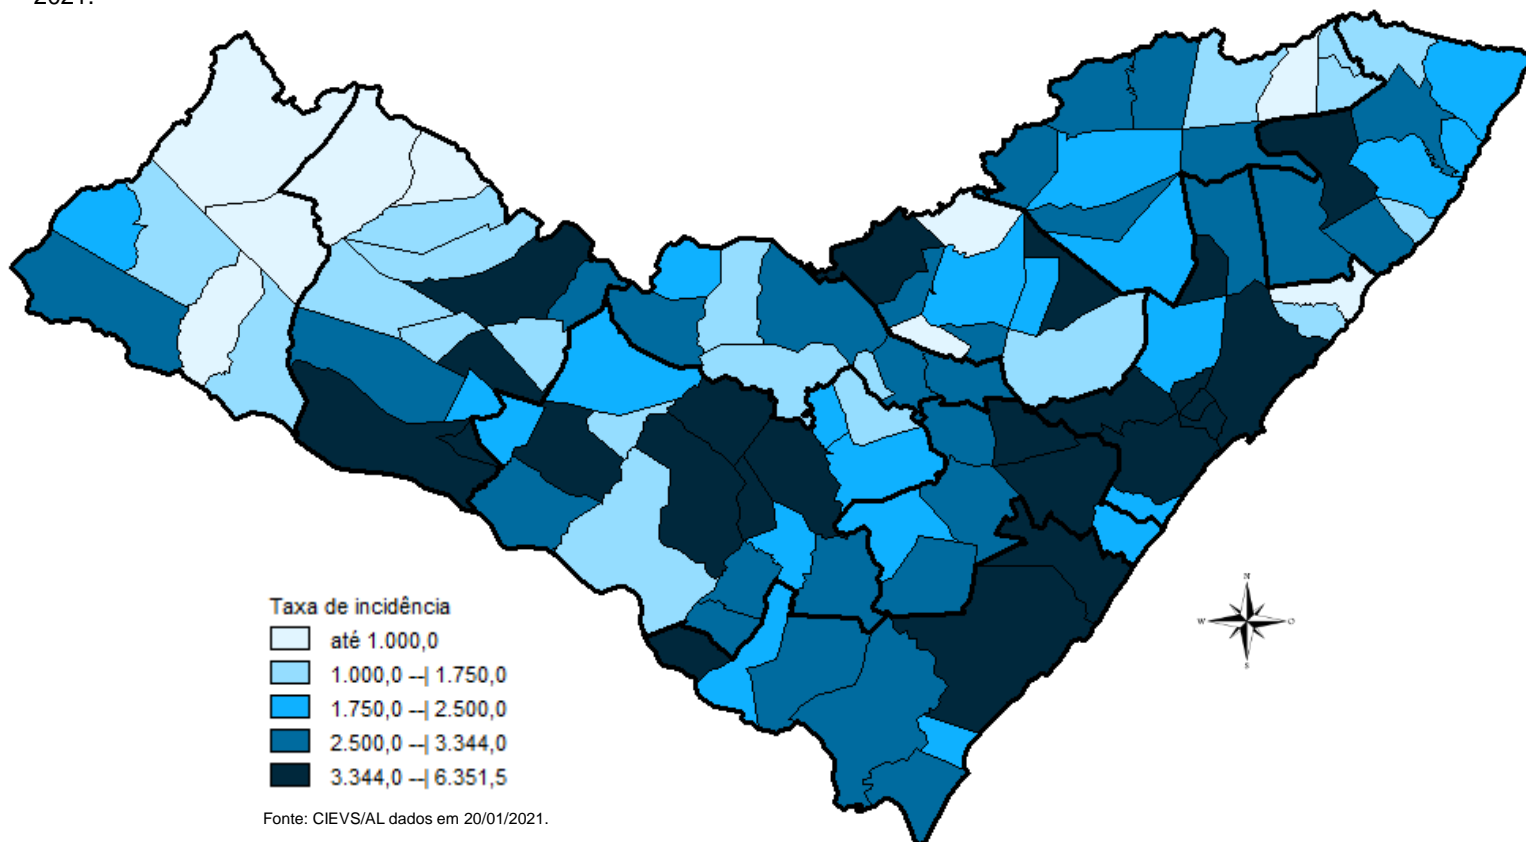 2021.
N
W
O
S
Taxa de incidência
até 1.000,0
1.000,0 --| 1.750,0
1.750,0 --| 2.500,0
2.500,0 --| 3.344,0
3.344,0 --| 6.351,5
Fonte: CIEVS/AL dados em 20/01/2021.